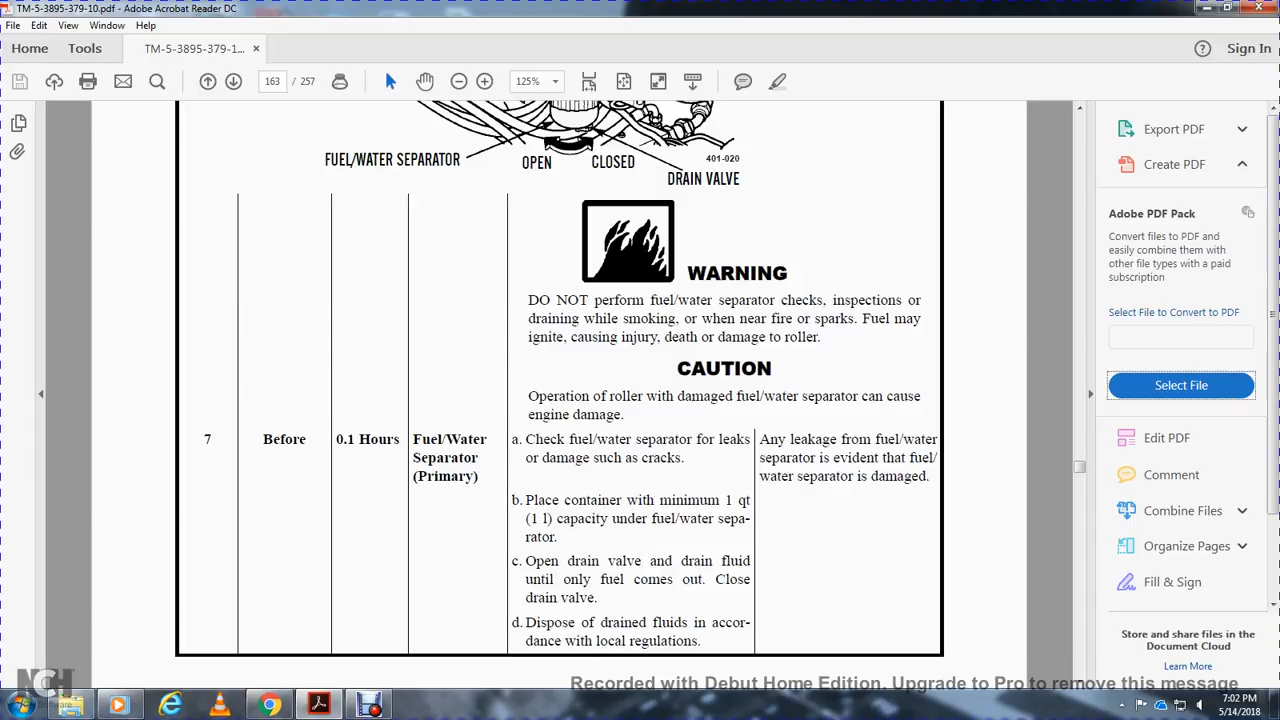 TM-5-3895-379-10.pdf - Adobe Acrobat Reader DC
File Edit View Window Help
Home Tools TM-5-3895-379-1... × Sign In
163 / 257 125%
FUEL/WATER SEPARATOR OPEN CLOSED 401-020
DRAIN VALVE
WARNING
DO NOT perform fuel/water separator checks, inspections or
draining while smoking, or when near fire or sparks. Fuel may
ignite, causing injury, death or damage to roller.
CAUTION
Operation of roller with damaged fuel/water separator can cause
engine damage.
7 Before 0.1 Hours Fuel/Water
Separator
(Primary)
a. Check fuel/water separator for leaks
or damage such as cracks.
Any leakage from fuel/water
separator is evident that fuel/
water separator is damaged.
b. Place container with minimum 1 qt
(1 l) capacity under fuel/water sepa-
rator.
c. Open drain valve and drain fluid
until only fuel comes out. Close
drain valve.
d. Dispose of drained fluids in accor-
dance with local regulations.
Export PDF
Create PDF
Adobe PDF Pack
Convert files to PDF and
easily combine them with
other file types with a paid
subscription
Select File to Convert to PDF
Select File
Edit PDF
Comment
Combine Files
Organize Pages
Fill & Sign
Store and share files in the
Document Cloud
Learn More
NCH
Software
Recorded with Debut Home Edition. Upgrade to Pro to remove this message
7:02 PM
5/14/2018